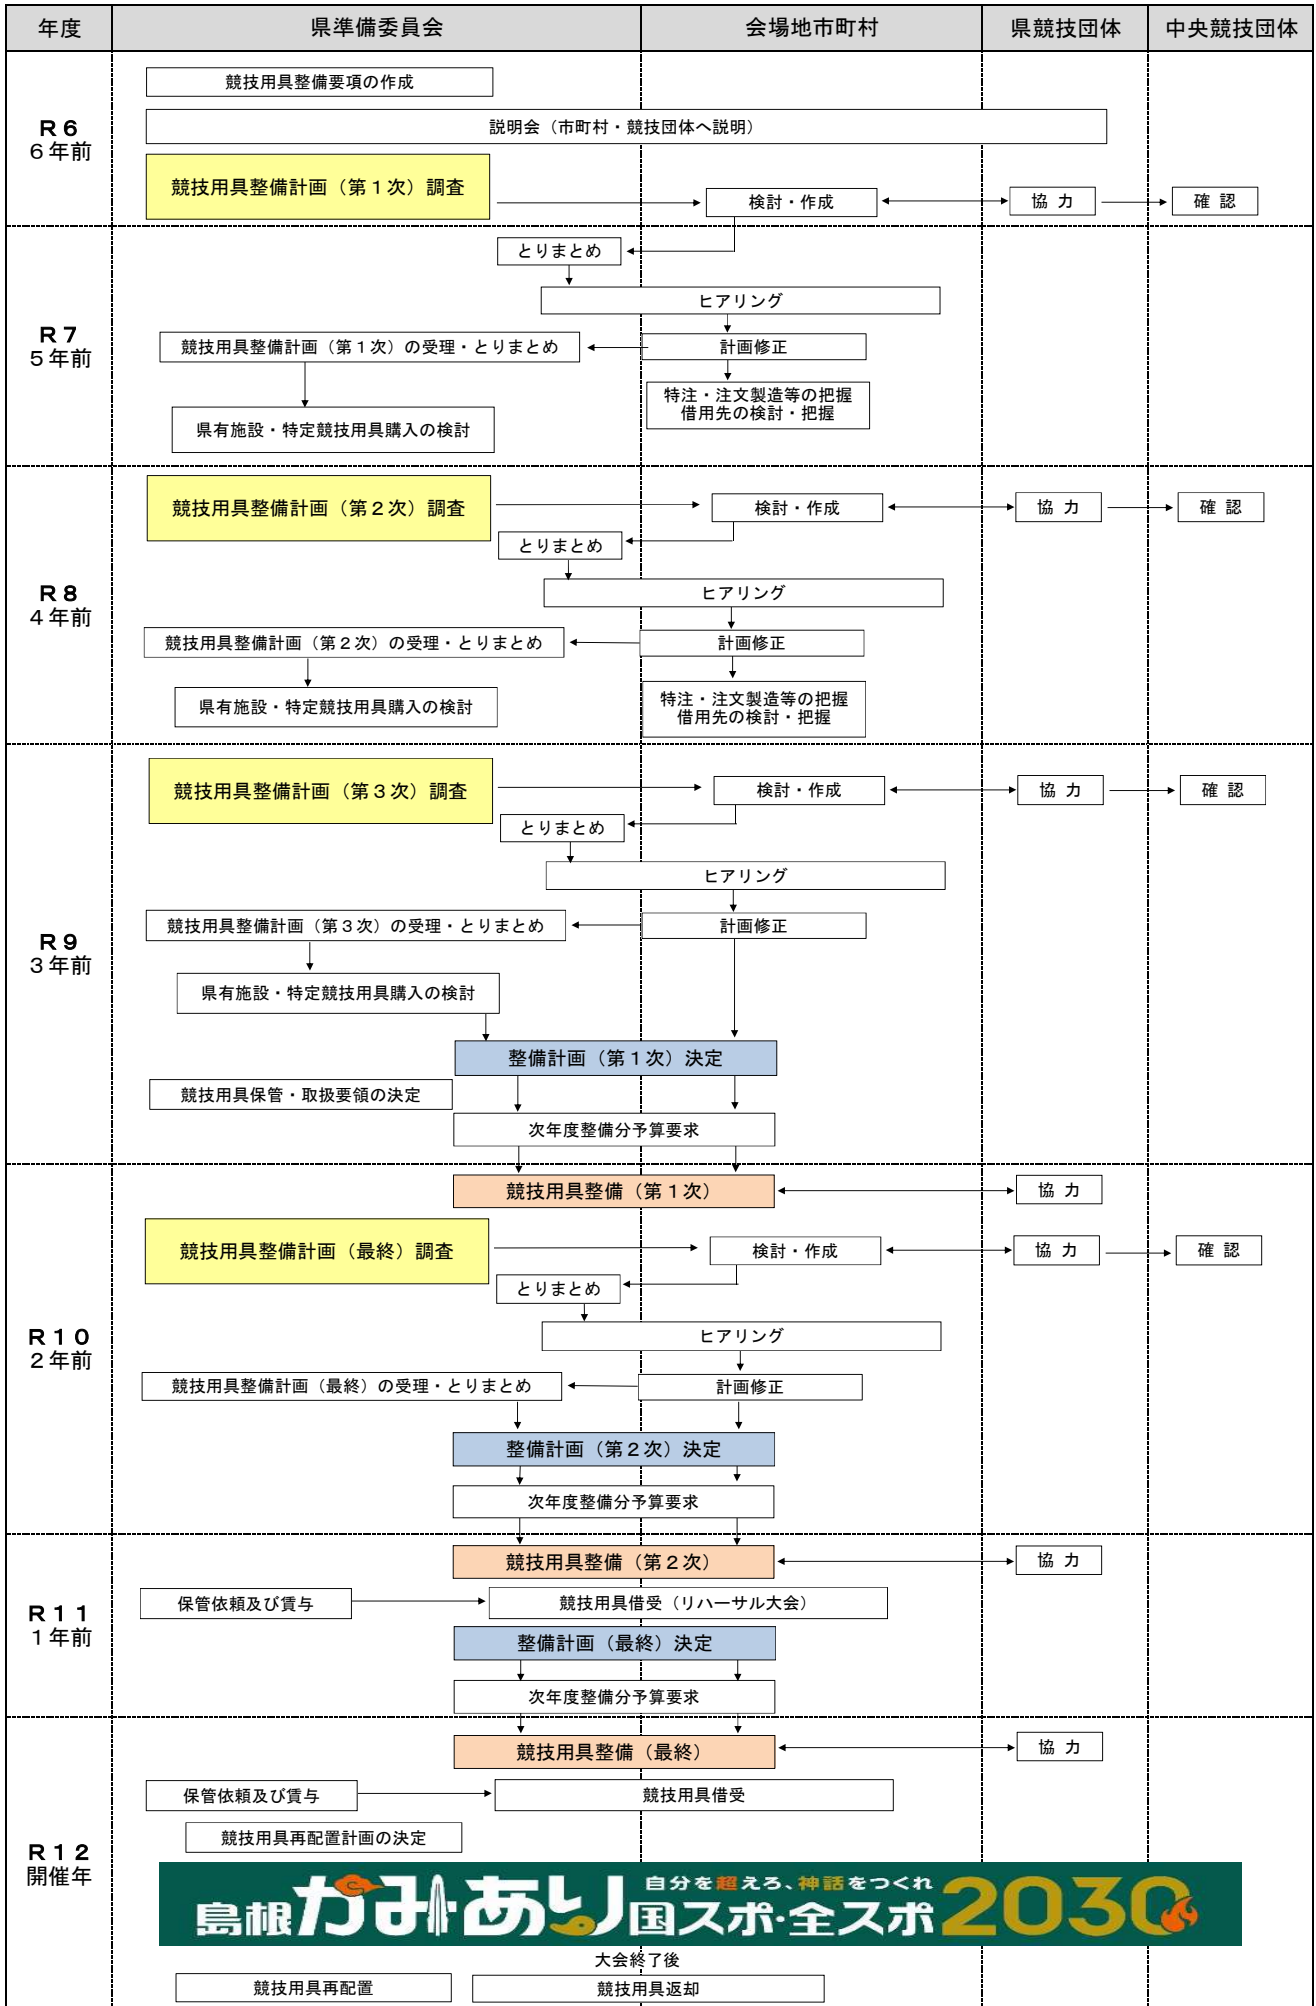 年度
県準備委員会
会場地市町村
県競技団体
中央競技団体
R6
6年前
競技用具整備要項の作成
説明会（市町村・競技団体へ説明）
競技用具整備計画（第1次）調査
検討・作成
協 力
確 認
R7
5年前
とりまとめ
ヒアリング
競技用具整備計画（第1次）の受理・とりまとめ
計画修正
県有施設・特定競技用具購入の検討
特注・注文製造等の把握
借用先の検討・把握
R8
4年前
競技用具整備計画（第2次）調査
検討・作成
協 力
確 認
とりまとめ
ヒアリング
競技用具整備計画（第2次）の受理・とりまとめ
計画修正
県有施設・特定競技用具購入の検討
特注・注文製造等の把握
借用先の検討・把握
R9
3年前
競技用具整備計画（第3次）調査
検討・作成
協 力
確 認
とりまとめ
ヒアリング
競技用具整備計画（第3次）の受理・とりまとめ
計画修正
県有施設・特定競技用具購入の検討
整備計画（第1次）決定
競技用具保管・取扱要領の決定
次年度整備分予算要求
R10
2年前
競技用具整備（第1次）
協 力
競技用具整備計画（最終）調査
検討・作成
協 力
確 認
とりまとめ
ヒアリング
競技用具整備計画（最終）の受理・とりまとめ
計画修正
整備計画（第2次）決定
次年度整備分予算要求
R11
1年前
競技用具整備（第2次）
協 力
保管依頼及び賃与
競技用具借受（リハーサル大会）
整備計画（最終）決定
次年度整備分予算要求
R12
開催年
競技用具整備（最終）
協 力
保管依頼及び賃与
競技用具借受
競技用具再配置計画の決定
島根かみあり
自分を超えろ、神話をつくれ
国スポ・全スポ
2030
大会終了後
競技用具再配置
競技用具返却